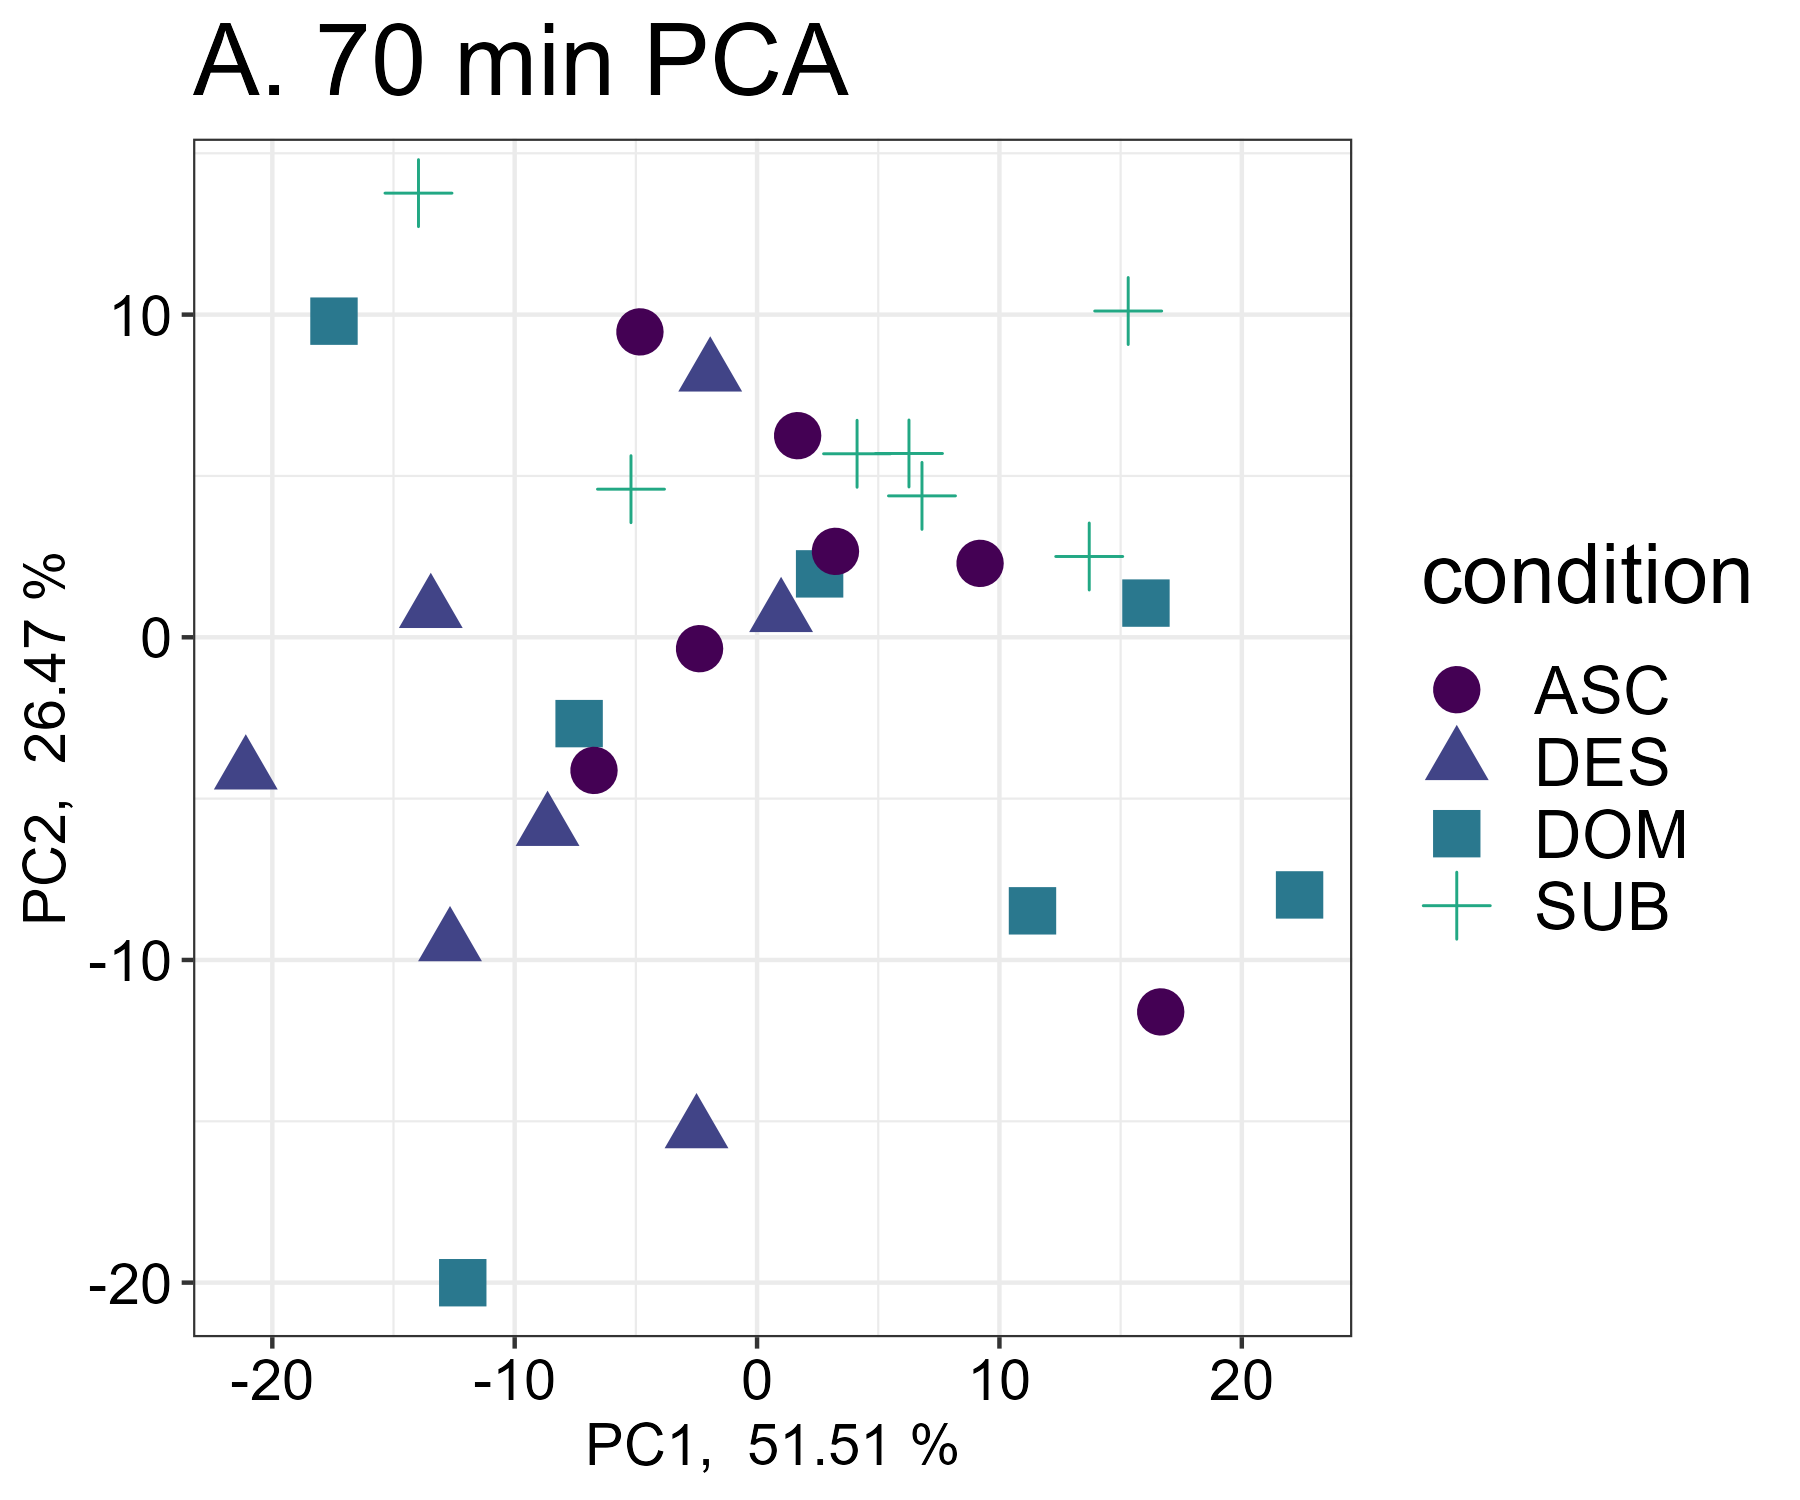 A. 70 min PCA
PC2, 26.47 %
10
0
-10
-20
-20 -10 0 10 20
PC1, 51.51 %
condition
ASC
DES
DOM
SUB